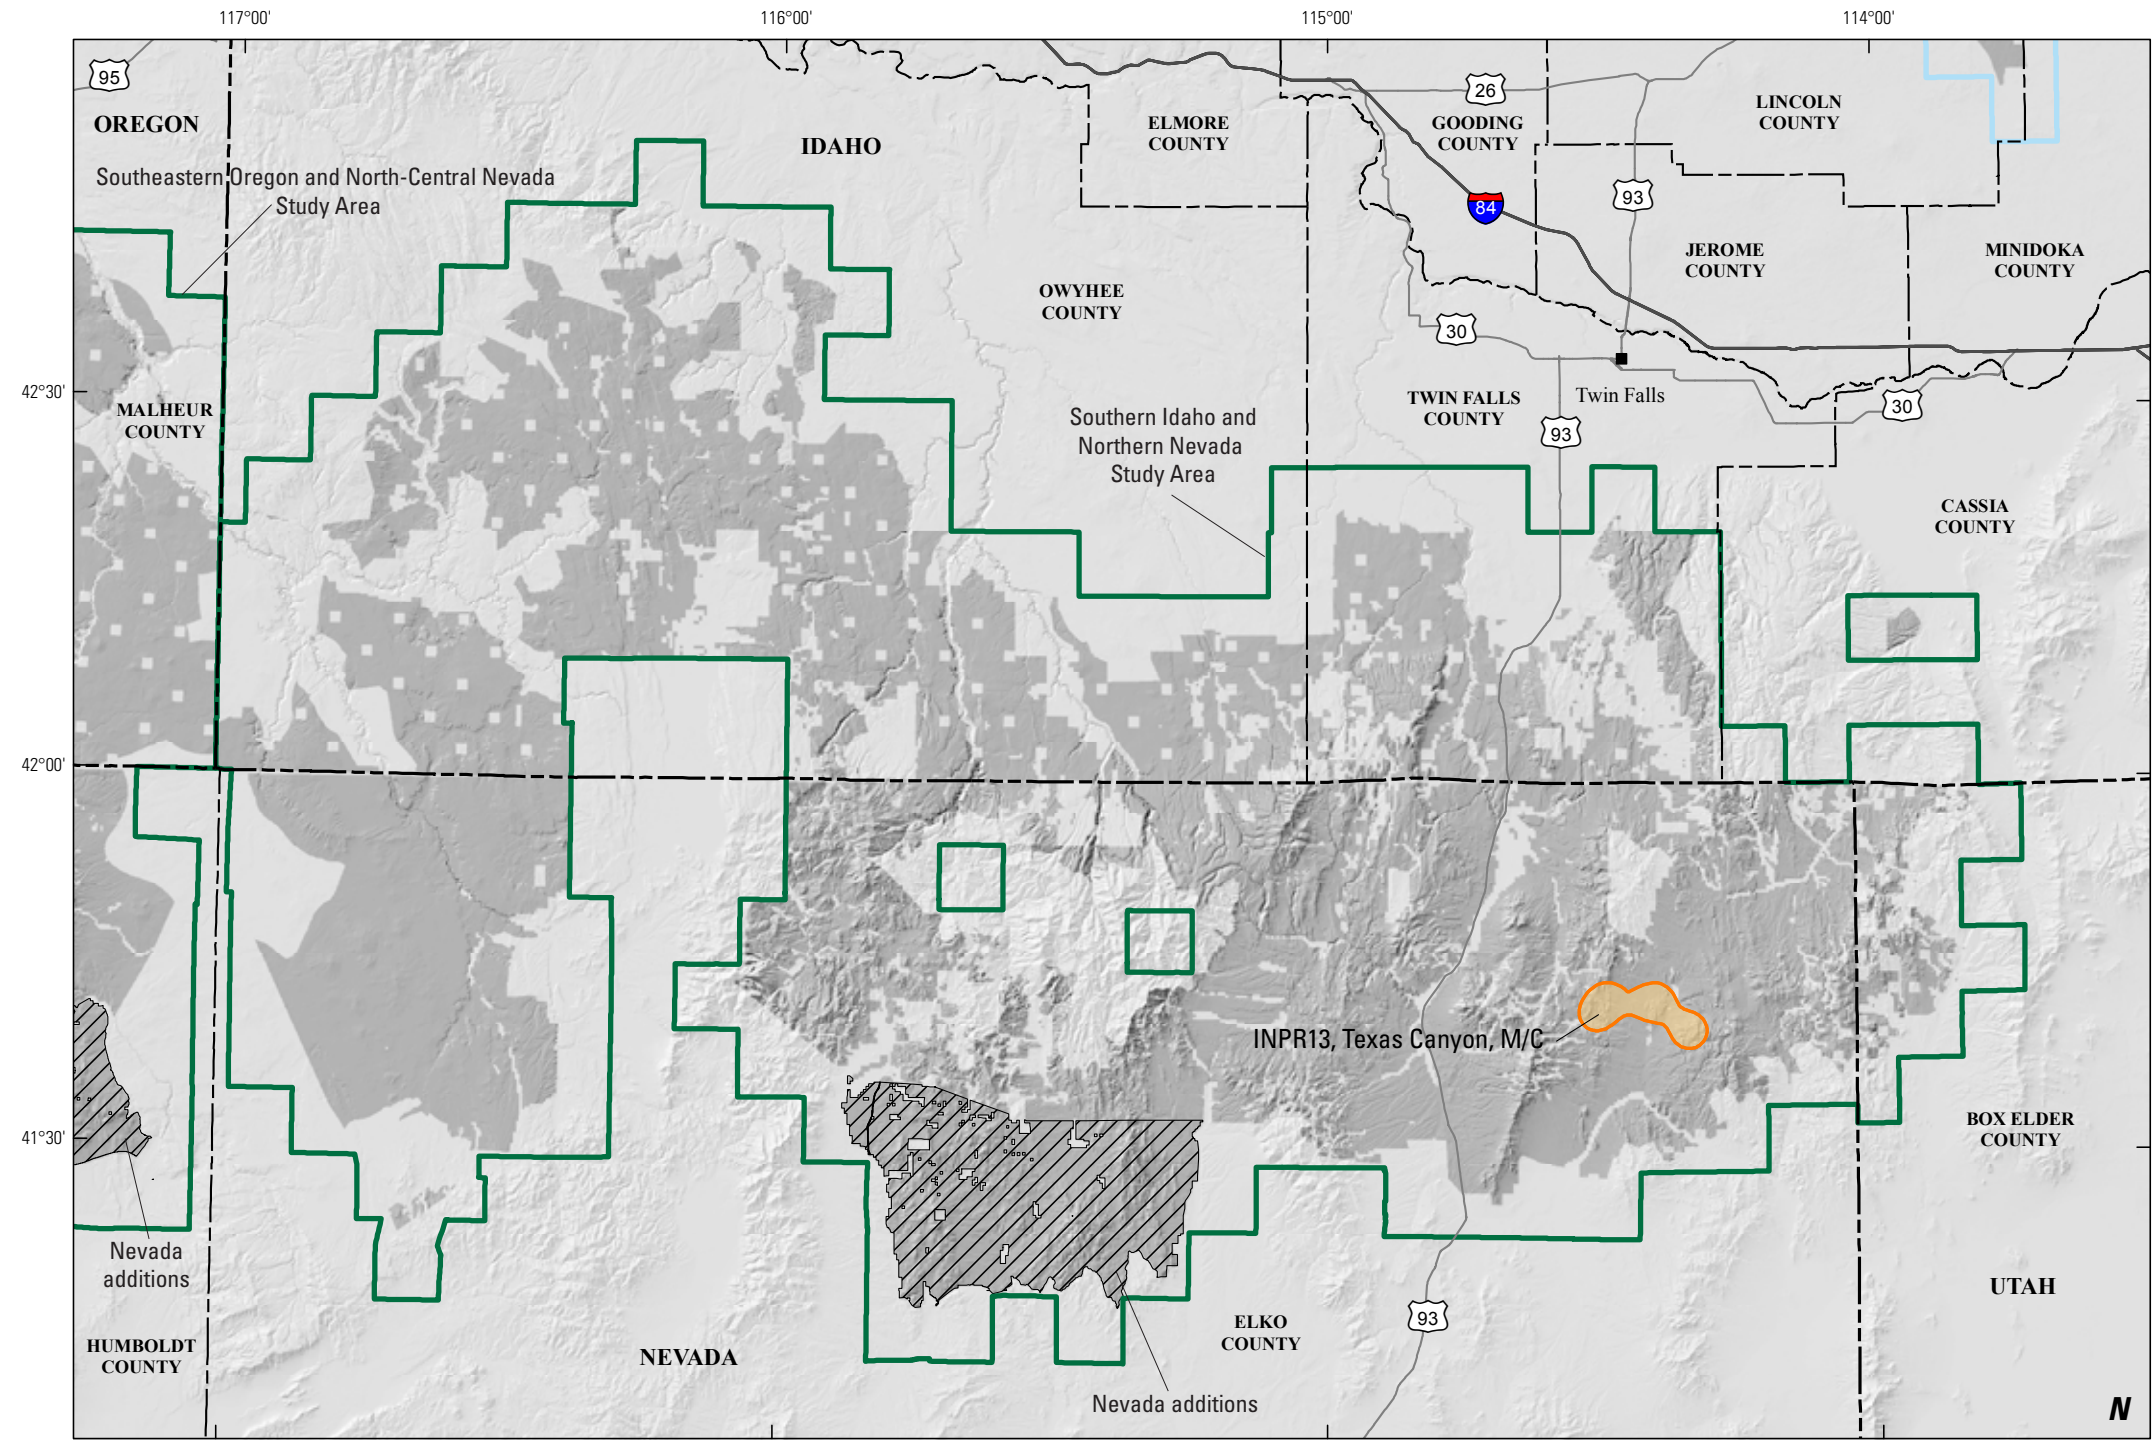 117°00'
116°00'
115°00'
114°00'
95
OREGON
IDAHO
ELMORE
COUNTY
26
GOODING
COUNTY
LINCOLN
COUNTY
Southeastern Oregon and North-Central Nevada
Study Area
93
84
JEROME
COUNTY
MINIDOKA
COUNTY
OWYHEE
COUNTY
30
42°30'
MALHEUR
COUNTY
Southern Idaho and
Northern Nevada
Study Area
TWIN FALLS
COUNTY
Twin Falls
30
93
CASSIA
COUNTY
42°00'
INPR13, Texas Canyon, M/C
41°30'
BOX ELDER
COUNTY
Nevada
additions
UTAH
HUMBOLDT
COUNTY
NEVADA
ELKO
COUNTY
93
Nevada additions
N